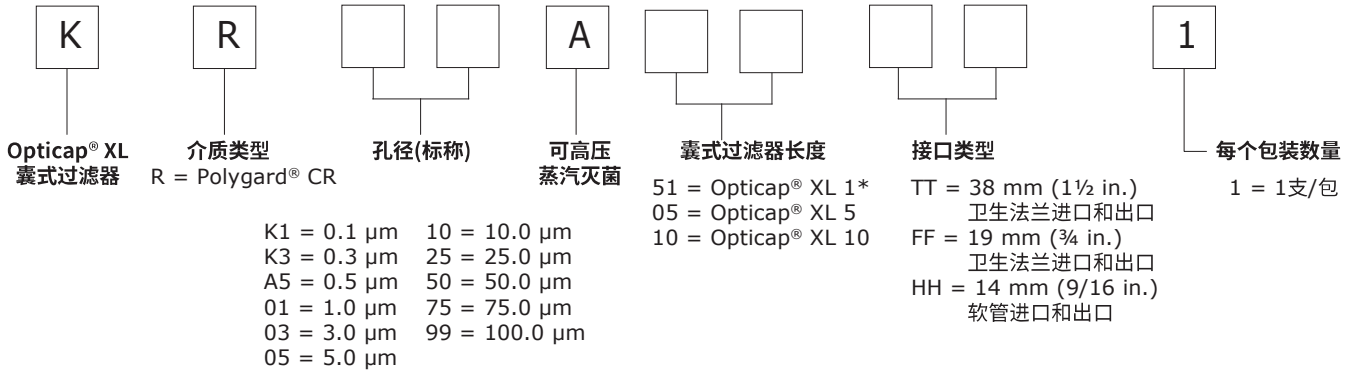 K R A 1
Opticap® XL
囊式过滤器
介质类型
R = Polygard® CR
孔径(标称)
K1 = 0.1 µm 10 = 10.0 µm
K3 = 0.3 µm 25 = 25.0 µm
A5 = 0.5 µm 50 = 50.0 µm
01 = 1.0 µm 75 = 75.0 µm
03 = 3.0 µm 99 = 100.0 µm
05 = 5.0 µm
可高压
蒸汽灭菌
囊式过滤器长度
51 = Opticap® XL 1*
05 = Opticap® XL 5
10 = Opticap® XL 10
接口类型
TT = 38 mm (1½ in.)
卫生法兰进口和出口
FF = 19 mm (¾ in.)
卫生法兰进口和出口
HH = 14 mm (9/16 in.)
软管进口和出口
每个包装数量
1 = 1支/包